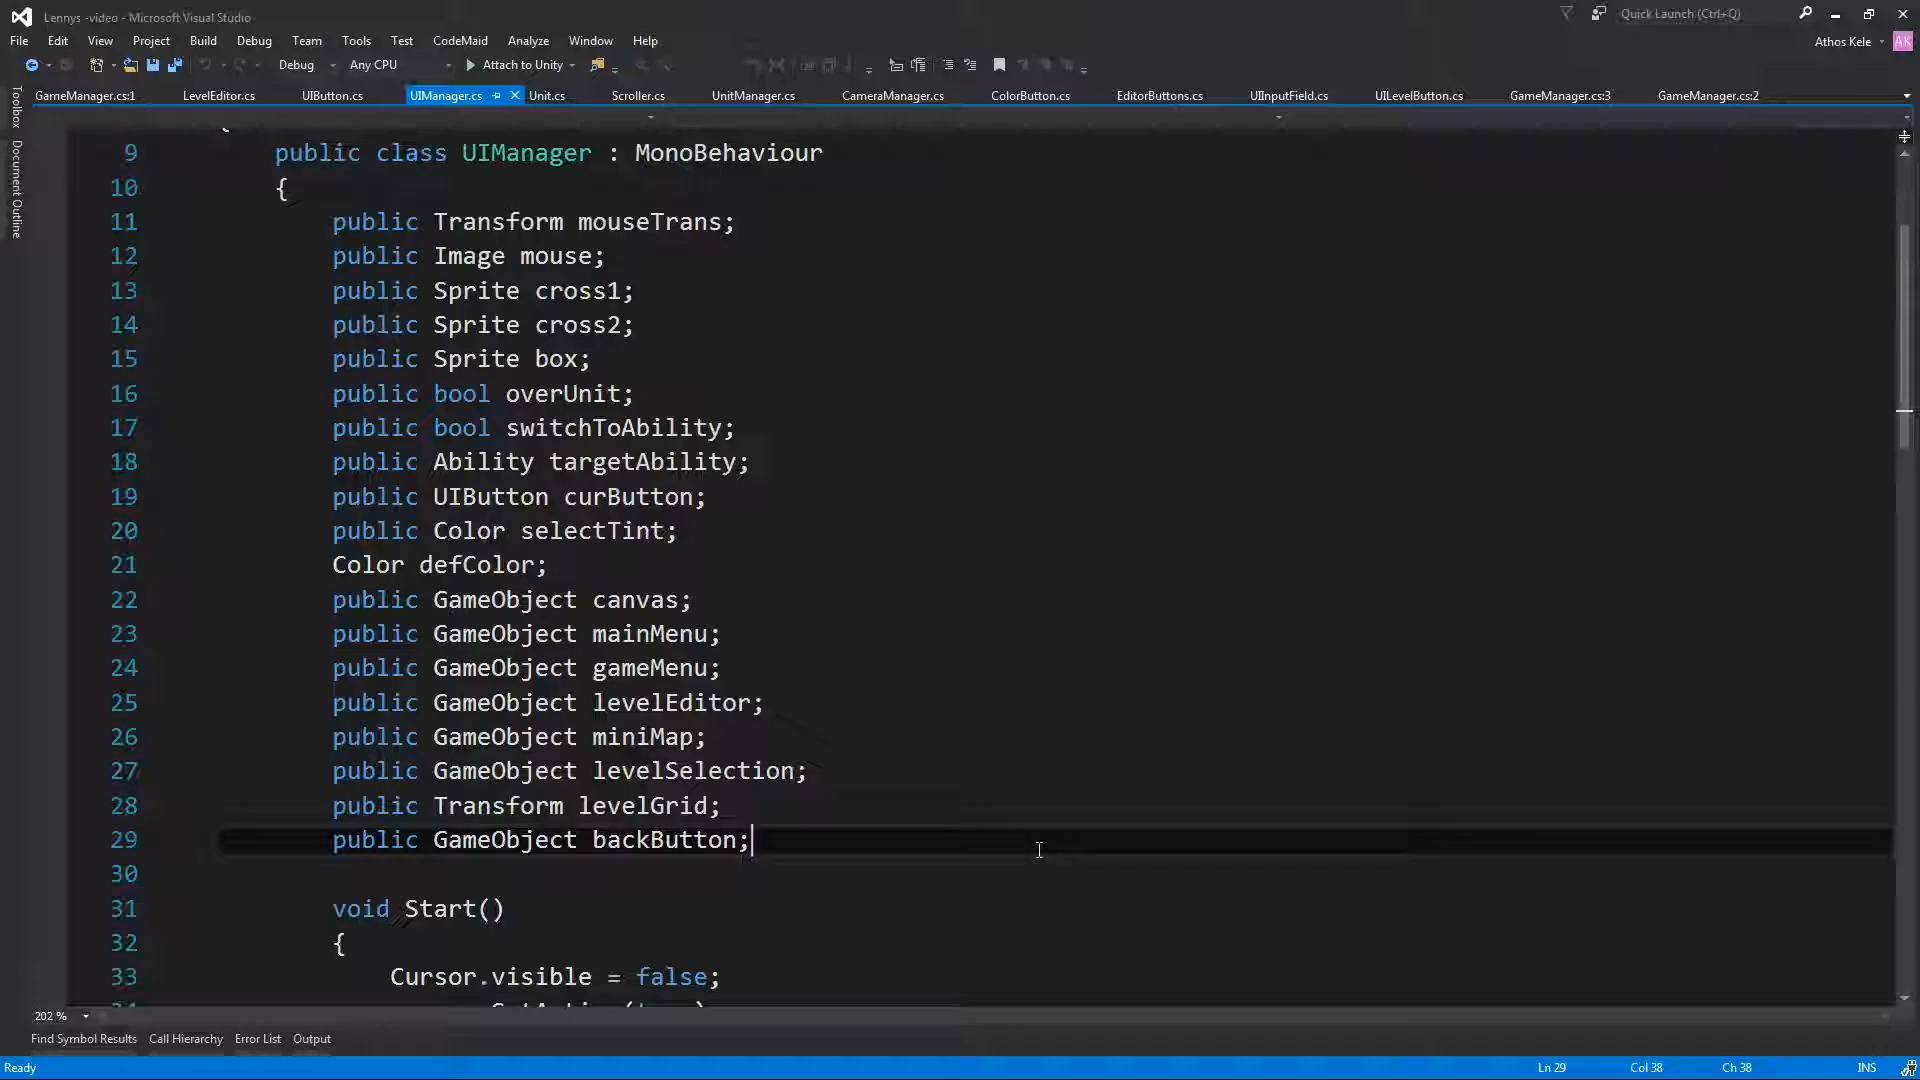 Lennys -video - Microsoft Visual Studio
Quick Launch (Ctrl+Q)
File Edit View Project Build Debug Team Tools Test CodeMaid Analyze Window Help
Athos Kele AK
Debug Any CPU Attach to Unity
GameManager.cs:1 LevelEditor.cs UIButton.cs UIManager.cs Unit.cs Scroller.cs UnitManager.cs CameraManager.cs ColorButton.cs EditorButtons.cs UIInputField.cs UILevelButton.cs GameManager.cs:3 GameManager.cs:2
Toolbox
Document Outline
9 public class UIManager : MonoBehaviour
10 {
11 public Transform mouseTrans;
12 public Image mouse;
13 public Sprite cross1;
14 public Sprite cross2;
15 public Sprite box;
16 public bool overUnit;
17 public bool switchToAbility;
18 public Ability targetAbility;
19 public UIButton curButton;
20 public Color selectTint;
21 Color defColor;
22 public GameObject canvas;
23 public GameObject mainMenu;
24 public GameObject gameMenu;
25 public GameObject levelEditor;
26 public GameObject miniMap;
27 public GameObject levelSelection;
28 public Transform levelGrid;
29 public GameObject backButton;
30
31 void Start()
32 {
33 Cursor.visible = false;
202 %
Find Symbol Results Call Hierarchy Error List Output
Ready Ln 29 Col 38 Ch 38 INS